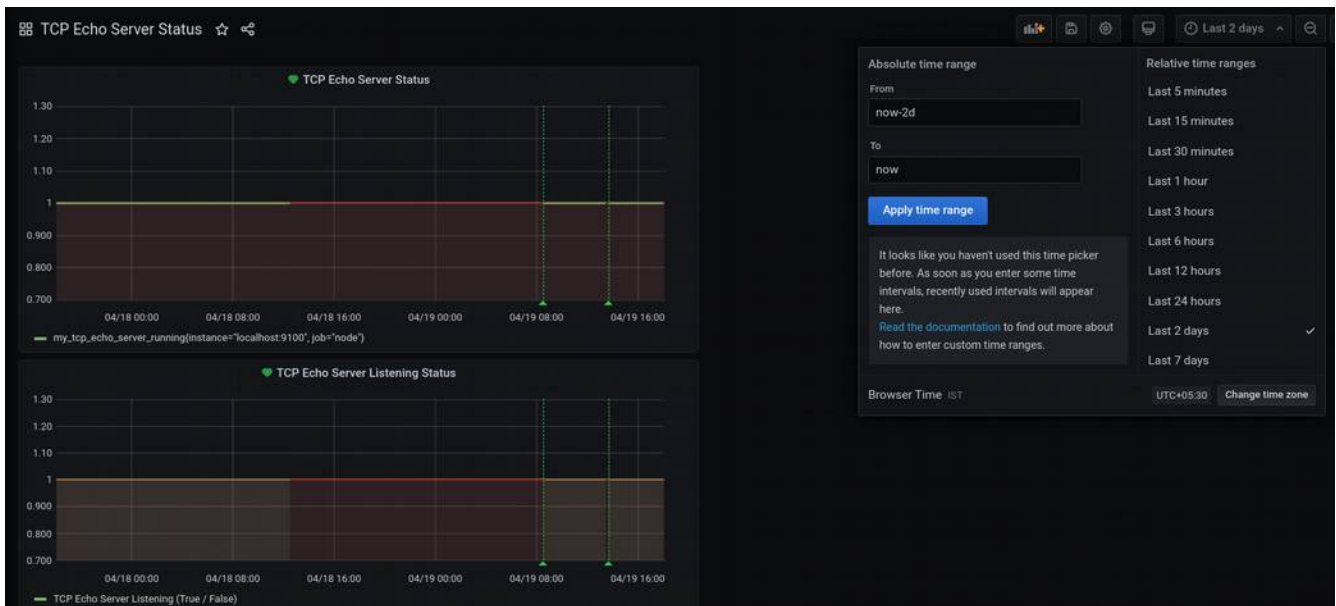 TCP Echo Server Status
Last 2 days
TCP Echo Server Status
1.30
1.20
1.10
1
0.900
0.800
0.700
04/18 00:00 04/18 08:00 04/18 16:00 04/19 00:00 04/19 08:00 04/19 16:00
my_tcp_echo_server_running{instance="localhost:9100", job="node"}
TCP Echo Server Listening Status
1.30
1.20
1.10
1
0.900
0.800
0.700
04/18 00:00 04/18 08:00 04/18 16:00 04/19 00:00 04/19 08:00 04/19 16:00
TCP Echo Server Listening (True / False)
Absolute time range
From
now-2d
To
now
Apply time range
It looks like you haven't used this time picker
before. As soon as you enter some time
intervals, recently used intervals will appear
here.
Read the documentation to find out more about
how to enter custom time ranges.
Relative time ranges
Last 5 minutes
Last 15 minutes
Last 30 minutes
Last 1 hour
Last 3 hours
Last 6 hours
Last 12 hours
Last 24 hours
Last 2 days
Last 7 days
Browser Time IST
UTC+05:30 Change time zone